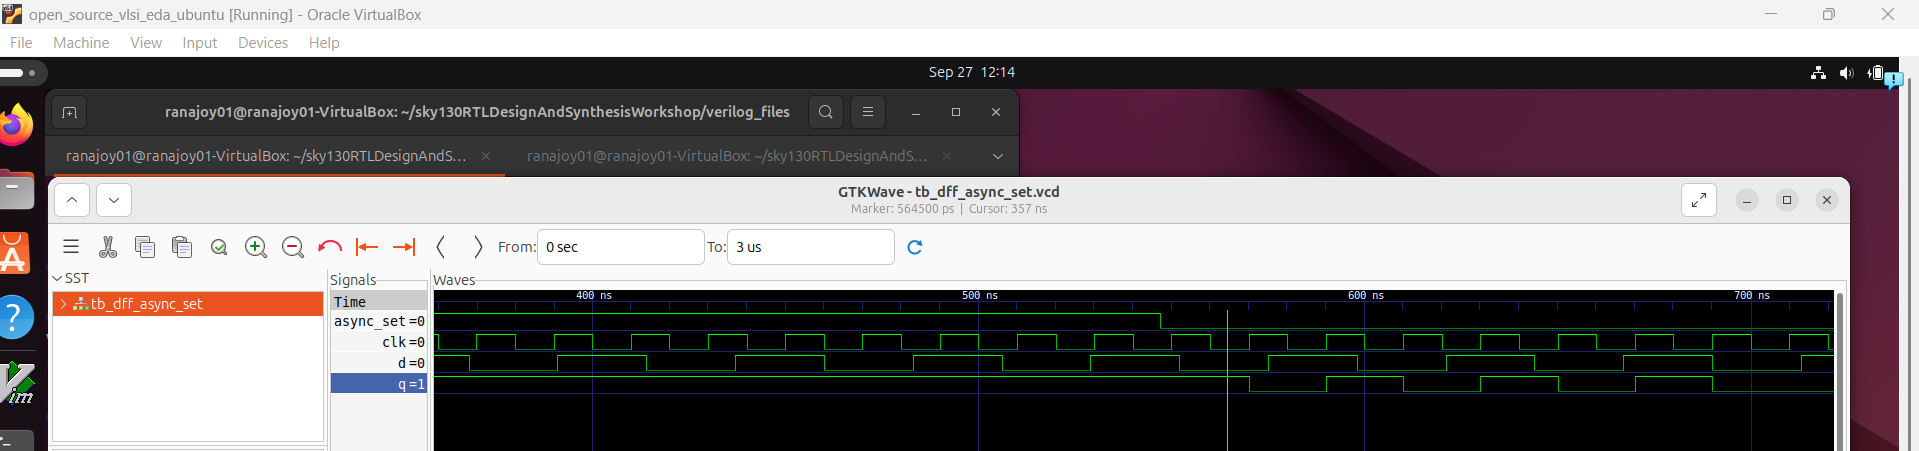 open_source_vlsi_eda_ubuntu [Running] - Oracle VirtualBox
File Machine View Input Devices Help
Sep 27 12:14
ranajoy01@ranajoy01-VirtualBox: ~/sky130RTLDesignAndSynthesisWorkshop/verilog_files
ranajoy01@ranajoy01-VirtualBox: ~/sky130RTLDesignAndS... ranajoy01@ranajoy01-VirtualBox: ~/sky130RTLDesignAndS...
GTKWave - tb_dff_async_set.vcd
Marker: 564500 ps | Cursor: 357 ns
From: 0 sec To: 3 us
SST
tb_dff_async_set
Signals
Time
async_set=0
clk=0
d=0
q=1
Waves
400 ns 500 ns 600 ns 700 ns